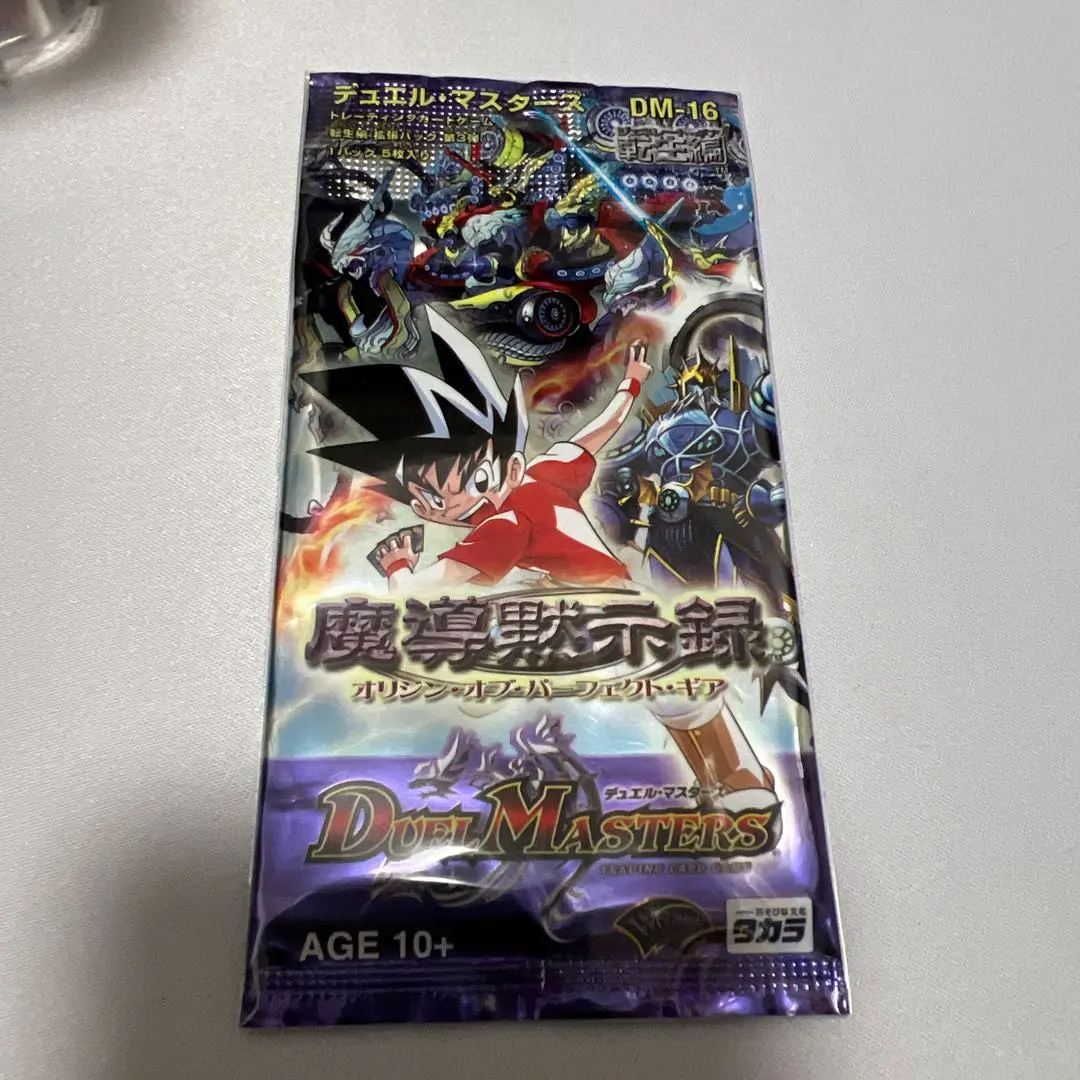 デュエル・マスターズ
DM-16
トレーディングカードゲーム
転生編 拡張パック 第3弾
1パック 5枚入り
転生編
魔導黙示録
オリジン・オブ・パーフェクト・ギア
デュエル・マスターズ
DUEL MASTERS
TRADING CARD GAME
AGE 10+
タカラ